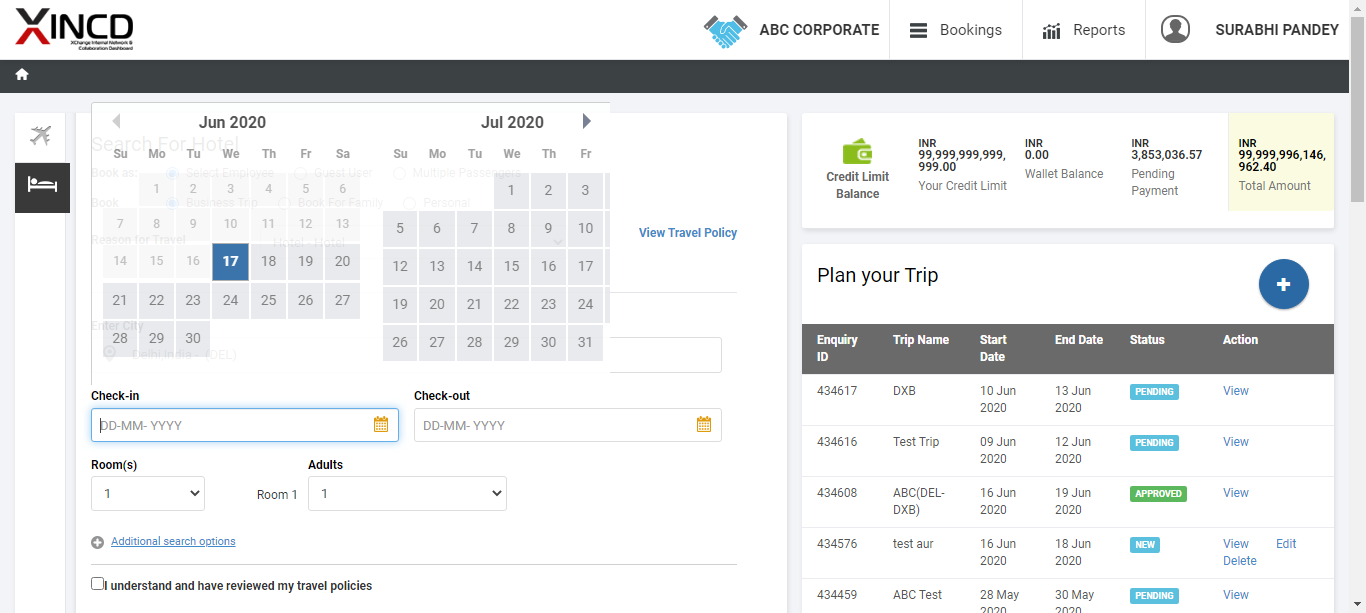 XINCD
XChange Internal Network &
Collaboration Dashboard
ABC CORPORATE
Bookings
Reports
SURABHI PANDEY
Jun 2020
Jul 2020
Search For Hotel
Su Mo Tu We Th Fr Sa
Su Mo Tu We Th Fr
Book as:
Select Employee
Guest User
Multiple Passengers
1 2 3 4 5 6
1 2 3
Book
Business Trip
Book For Family
Personal
7 8 9 10 11 12 13
5 6 7 8 9 10
Reason for Travel
Hotel - Hotel
View Travel Policy
14 15 16 17 18 19 20
12 13 14 15 16 17
21 22 23 24 25 26 27
19 20 21 22 23 24
Enter City
28 29 30
26 27 28 29 30 31
Delhi,India - (DEL)
Check-in
Check-out
DD-MM- YYYY
DD-MM- YYYY
Room(s)
Adults
1
Room 1
1
Additional search options
I understand and have reviewed my travel policies
Credit Limit
Balance
INR
99,999,999,999,
999.00
Your Credit Limit
INR
0.00
Wallet Balance
INR
3,853,036.57
Pending
Payment
INR
99,999,996,146,
962.40
Total Amount
Plan your Trip
Enquiry
ID
Trip Name
Start
Date
End Date
Status
Action
434617
DXB
10 Jun
2020
13 Jun
2020
PENDING
View
434616
Test Trip
09 Jun
2020
12 Jun
2020
PENDING
View
434608
ABC(DEL-
DXB)
16 Jun
2020
19 Jun
2020
APPROVED
View
434576
test aur
16 Jun
2020
18 Jun
2020
NEW
View
Edit
Delete
434459
ABC Test
28 May
2020
30 May
2020
PENDING
View